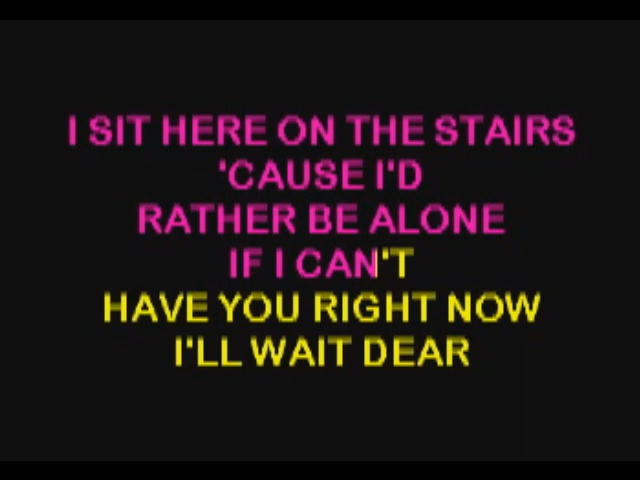 I SIT HERE ON THE STAIRS
'CAUSE I'D
RATHER BE ALONE
IF I CAN'T
HAVE YOU RIGHT NOW
I'LL WAIT DEAR